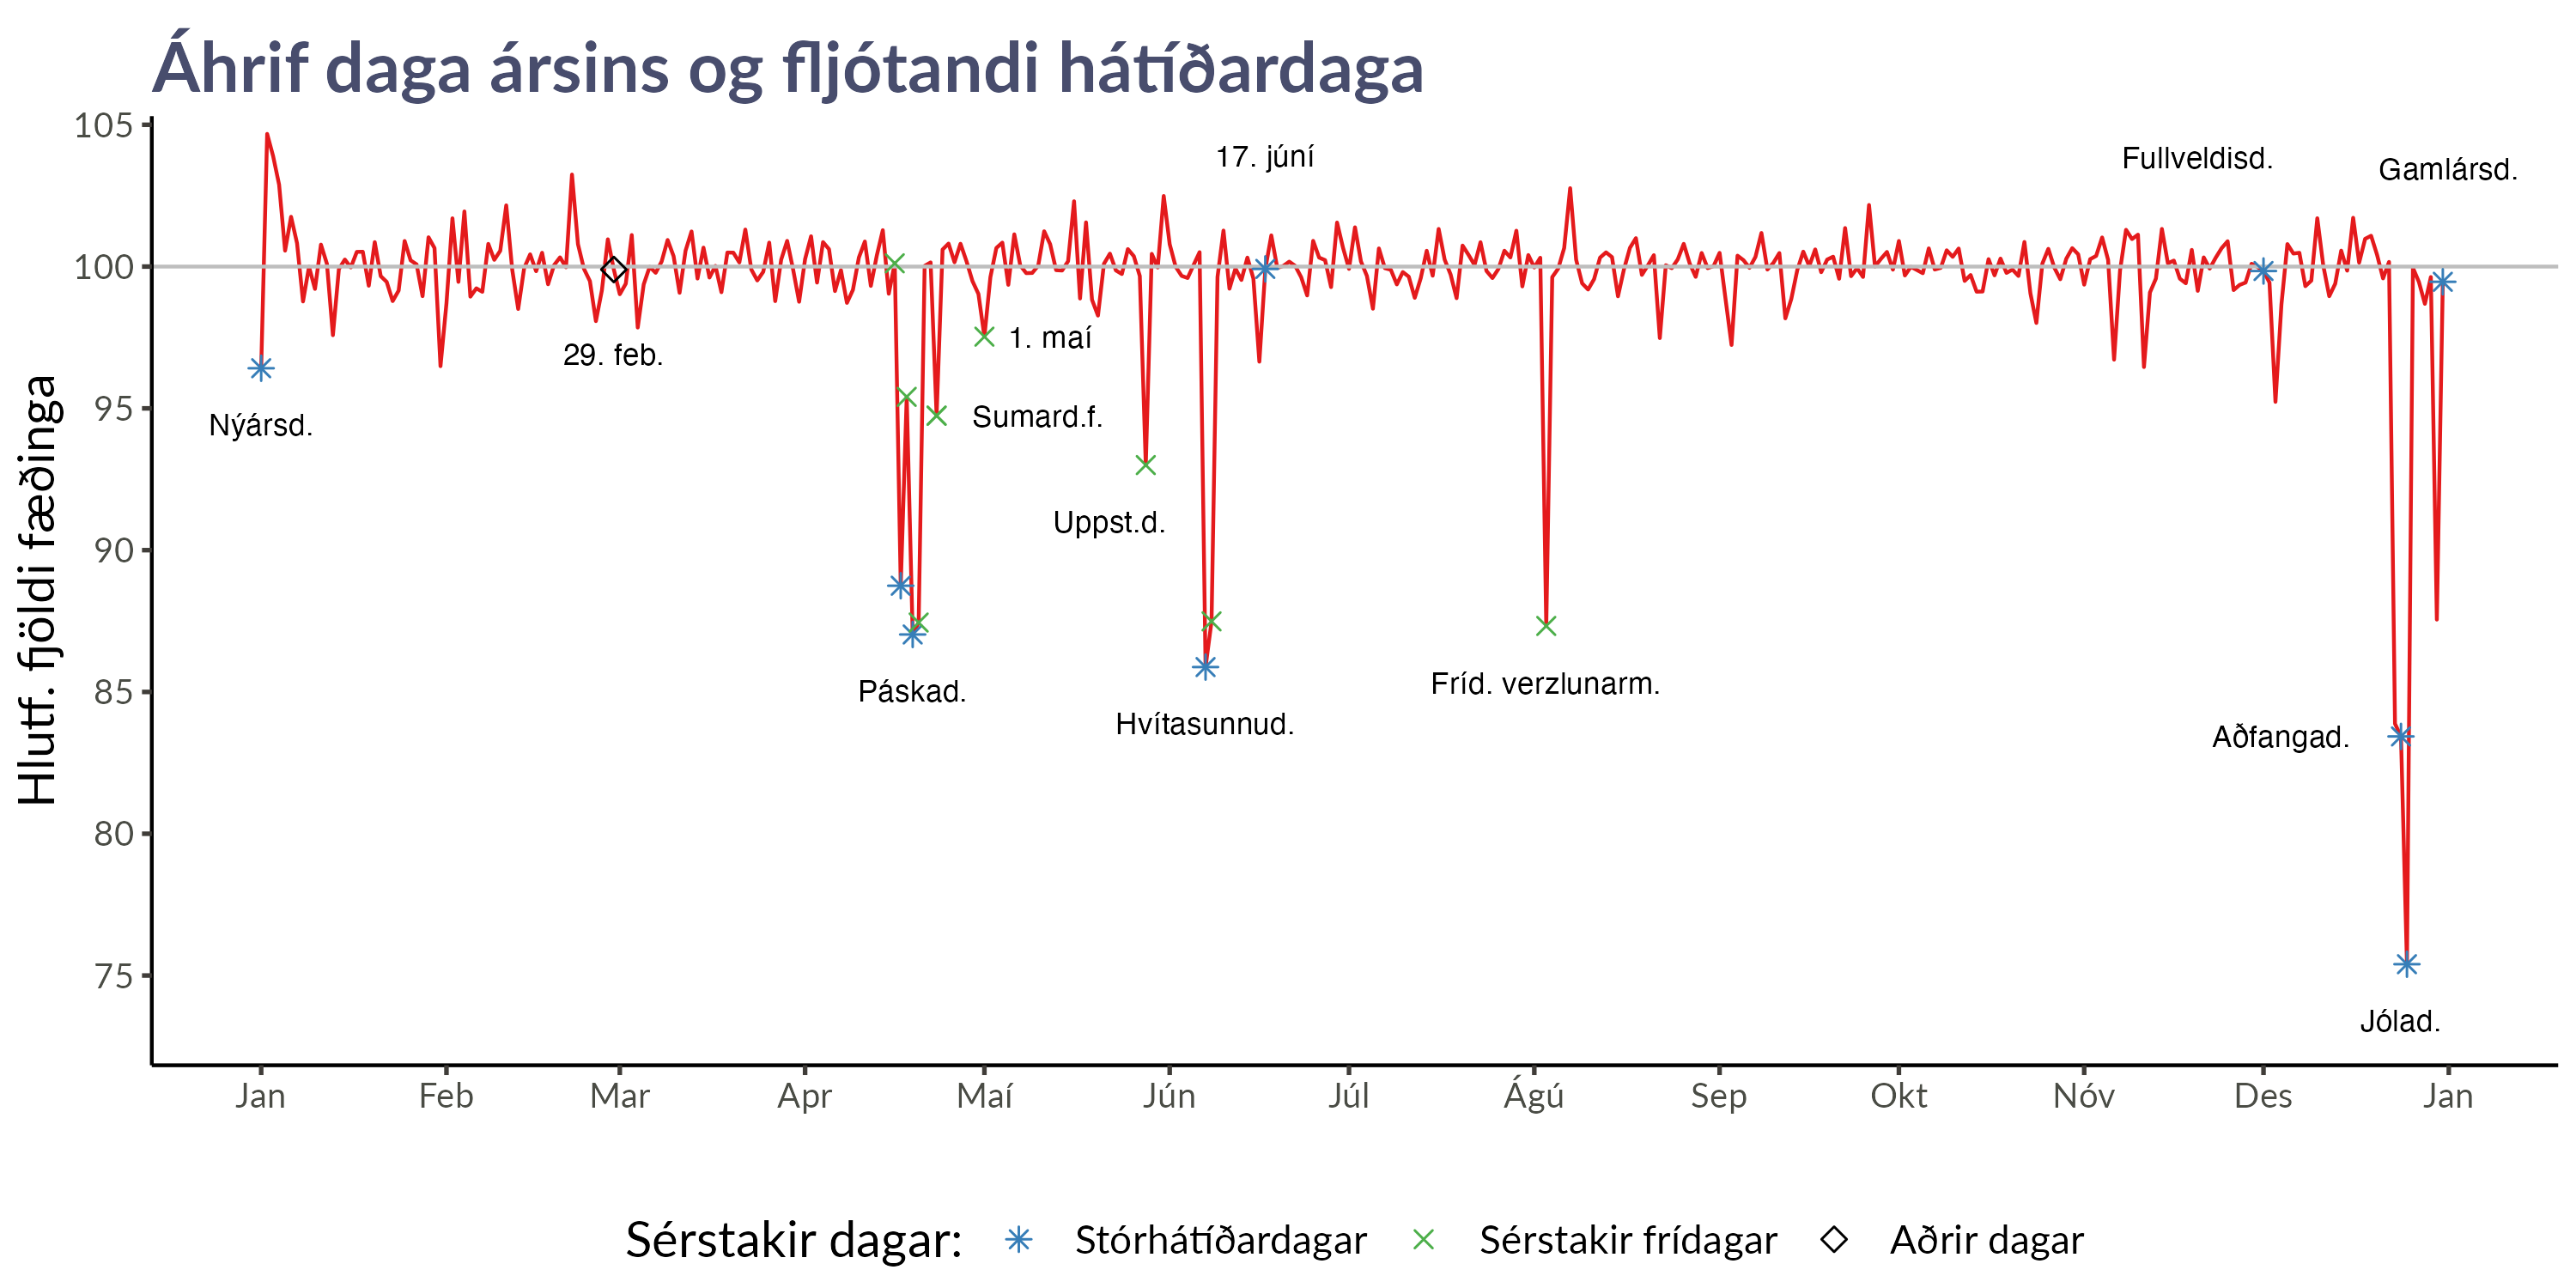 Áhrif daga ársins og fljótandi hátíðardaga
Hlutf. fjöldi fæðinga
105
100
95
90
85
80
75
17. júní
Fullveldisd.
Gamlársd.
29. feb.
1. maí
Nýársd.
Sumard.f.
Uppst.d.
Páskad.
Hvítasunnud.
Fríd. verzlunarm.
Aðfangad.
Jólad.
Jan Feb Mar Apr Maí Jún Júl Ágú Sep Okt Nóv Des Jan
Sérstakir dagar: Stórhátíðardagar Sérstakir frídagar Aðrir dagar